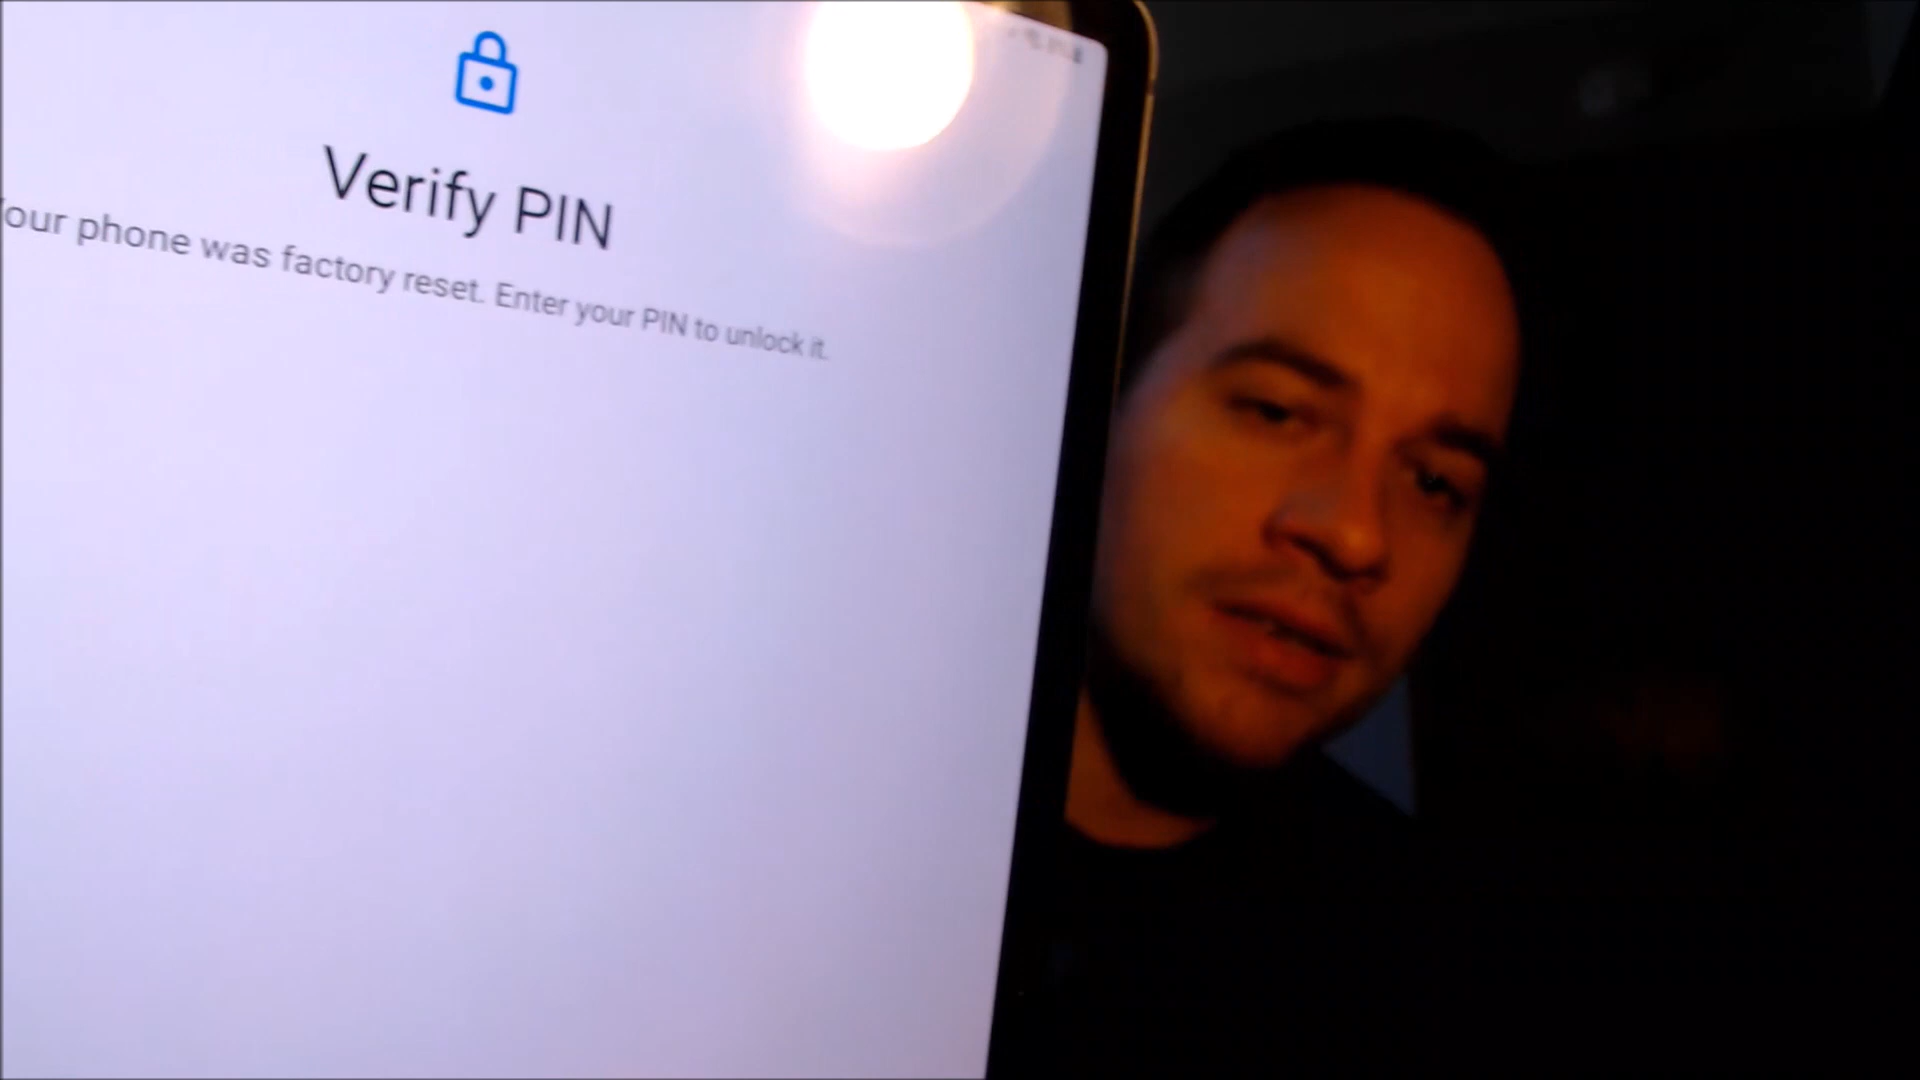 Verify PIN
our phone was factory reset. Enter your PIN to unlock it.